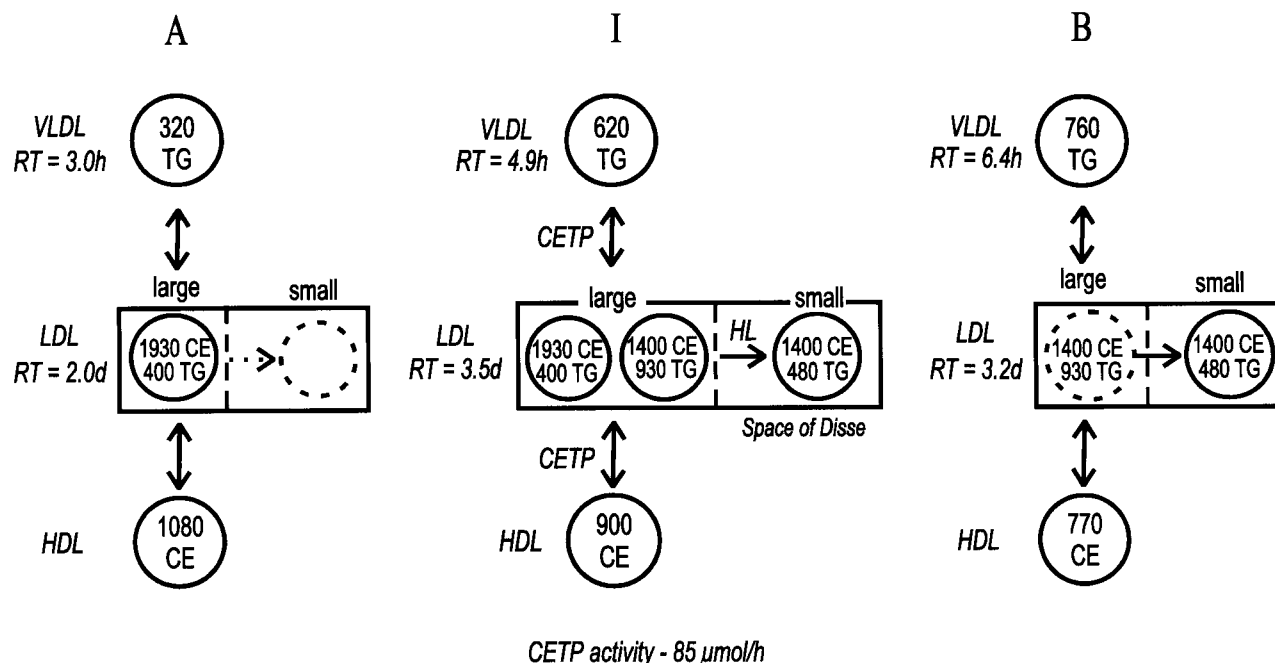 A
I
B
VLDL
RT = 3.0h
320
TG
VLDL
RT = 4.9h
620
TG
VLDL
RT = 6.4h
760
TG
CETP
large
small
large
small
large
LDL
RT = 2.0d
1930 CE
400 TG
LDL
RT = 3.5d
1930 CE
400 TG
1400 CE
930 TG
HL
1400 CE
480 TG
LDL
RT = 3.2d
1400 CE
930 TG
1400 CE
480 TG
Space of Disse
CETP
HDL
1080
CE
HDL
900
CE
HDL
770
CE
CETP activity - 85 µmol/h